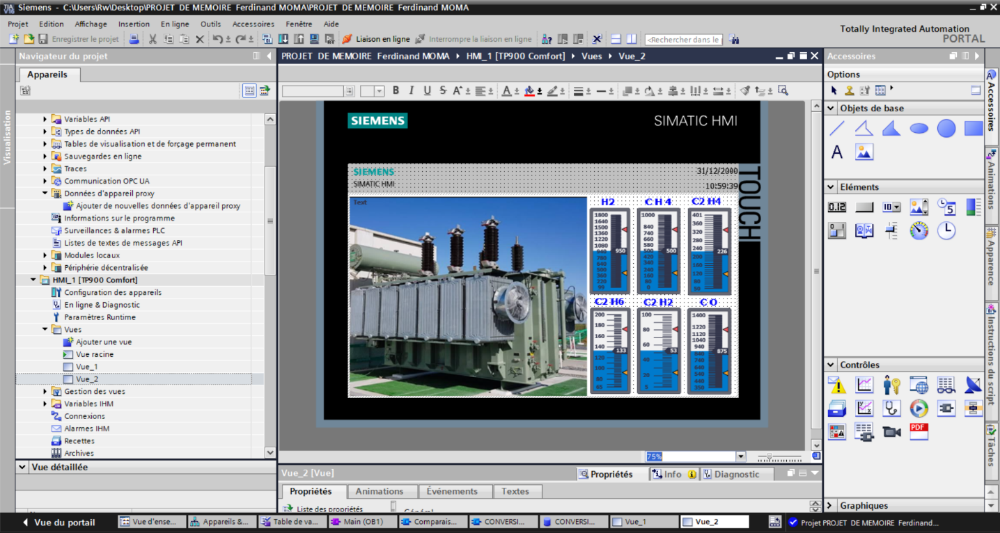 Siemens - C:\Users\Rw\Desktop\PROJET DE MEMOIRE Ferdinand MOMA\PROJET DE MEMOIRE Ferdinand MOMA
Projet Edition Affichage Insertion En ligne Outils Accessoires Fenêtre Aide
Totally Integrated Automation
PORTAL
Enregistrer le projet Liaison en ligne Interrompre la liaison en ligne <Rechercher dans le
Navigateur du projet
Appareils
Visualisation
Variables API
Types de données API
Tables de visualisation et de forçage permanent
Sauvegardes en ligne
Traces
Communication OPC UA
Données d'appareil proxy
Ajouter de nouvelles données d'appareil proxy
Informations sur le programme
Surveillances & alarmes PLC
Listes de textes de messages API
Modules locaux
Périphérie décentralisée
HMI_1 [TP900 Comfort]
Configuration des appareils
En ligne & Diagnostic
Paramètres Runtime
Vues
Ajouter une vue
Vue racine
Vue_1
Vue_2
Gestion des vues
Variables IHM
Connexions
Alarmes IHM
Recettes
Archives
Vue détaillée
PROJET DE MEMOIRE Ferdinand MOMA HMI_1 [TP900 Comfort] Vues Vue_2
B I U S A A
SIEMENS
SIMATIC HMI
TOUCH
SIEMENS
SIMATIC HMI
31/12/2000
10:59:39
Text
H2 CH4 C2H4
1800
1640
1500
1360
1220
1080
940
780
640
500
360
220
99
950
1000
840
740
660
580
500
420
340
240
160
80
0
500
401
360
320
280
240
200
160
120
80
50
226
C2H6 C2H2 CO
200
180
160
140
120
100
80
65
133
100
80
60
40
20
5
53
1400
1220
1120
1040
940
840
740
640
540
440
350
875
75%
Vue_2 [Vue]
Propriétés Info Diagnostic
Propriétés Animations Événements Textes
Liste des propriétés
Général
Accessoires
Options
Objets de base
A
Eléments
0.12
10
5
Contrôles
PDF
Graphiques
Accessoires
Animations
Apparence
Instructions du script
Tâches
Vue du portail Vue d'ense... Appareils &... Table de va... Main (OB1) Comparais... CONVERSI... CONVERSI... Vue_1 Vue_2 Projet PROJET DE MEMOIRE Ferdinand...